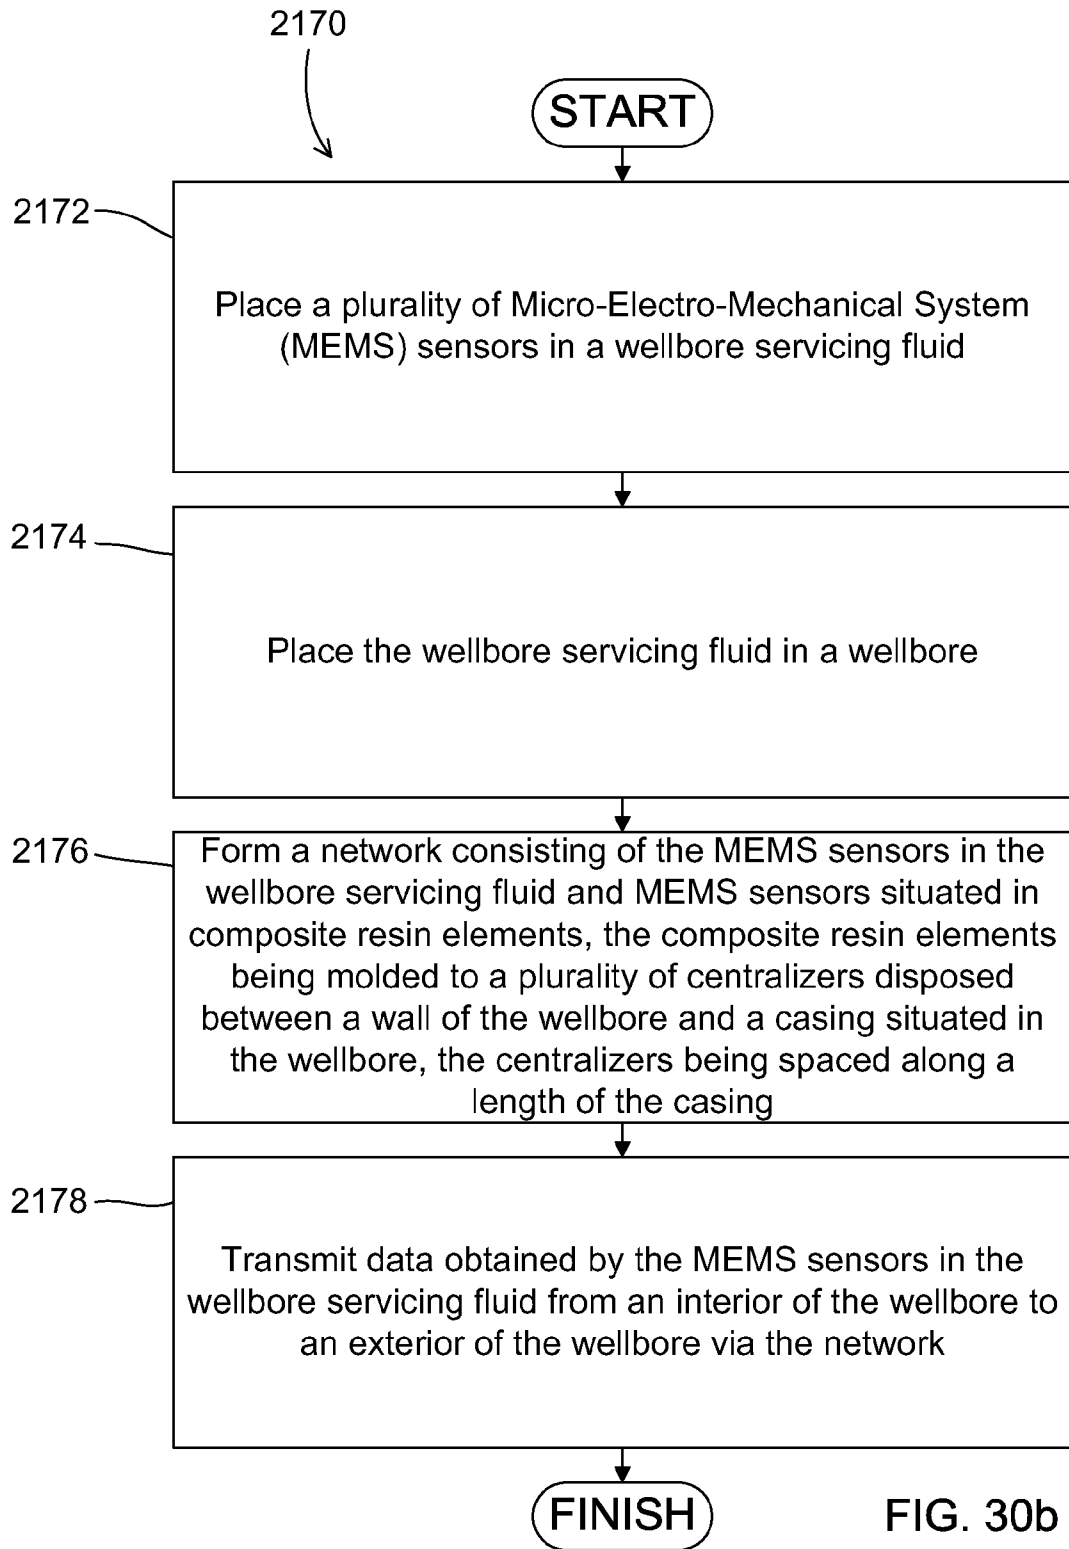 2170
START
2172
Place a plurality of Micro-Electro-Mechanical System
(MEMS) sensors in a wellbore servicing fluid
2174
Place the wellbore servicing fluid in a wellbore
2176
Form a network consisting of the MEMS sensors in the
wellbore servicing fluid and MEMS sensors situated in
composite resin elements, the composite resin elements
being molded to a plurality of centralizers disposed
between a wall of the wellbore and a casing situated in
the wellbore, the centralizers being spaced along a
length of the casing
2178
Transmit data obtained by the MEMS sensors in the
wellbore servicing fluid from an interior of the wellbore to
an exterior of the wellbore via the network
FINISH
FIG. 30b